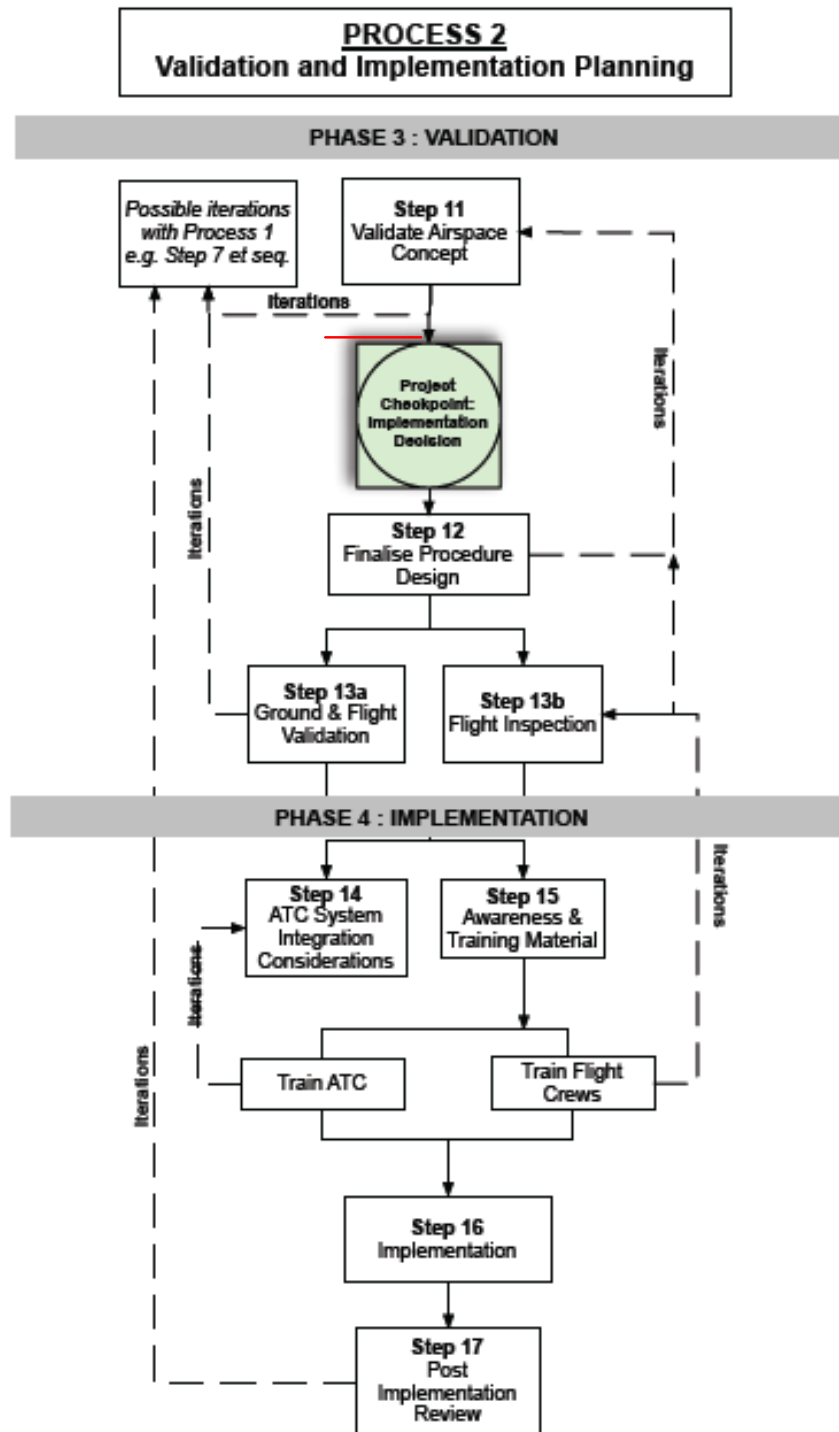 PROCESS 2
Validation and Implementation Planning
PHASE 3 : VALIDATION
Possible iterations
with Process 1
e.g. Step 7 et seq.
Step 11
Validate Airspace
Concept
Iterations
Iterations
Project
Checkpoint:
Implementation
Decision
Iterations
Step 12
Finalise Procedure
Design
Step 13a
Ground & Flight
Validation
Step 13b
Flight Inspection
PHASE 4 : IMPLEMENTATION
Iterations
Step 14
ATC System
Integration
Considerations
Step 15
Awareness &
Training Material
Iterations
Iterations
Train ATC
Train Flight
Crews
Step 16
Implementation
Step 17
Post
Implementation
Review